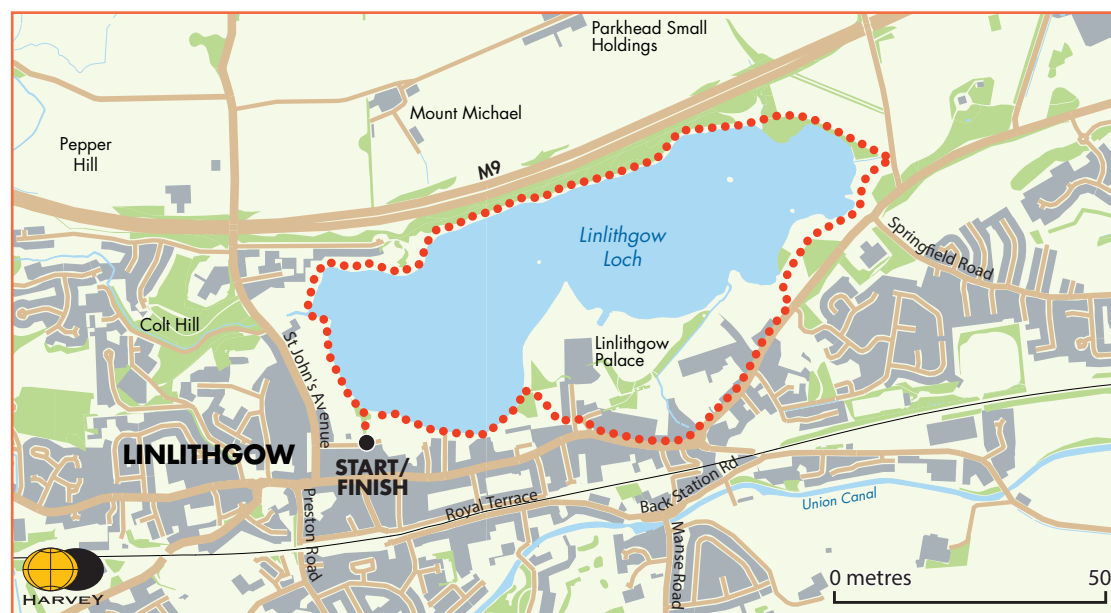 Parkhead Small
Holdings
Mount Michael
Pepper
Hill
M9
Linlithgow
Loch
Springfield Road
Colt Hill
St John's Avenue
Linlithgow
Palace
LINLITHGOW
START/
FINISH
Royal Terrace
Back Station Rd
Union Canal
Preston Road
Manse Road
HARVEY
0 metres 50